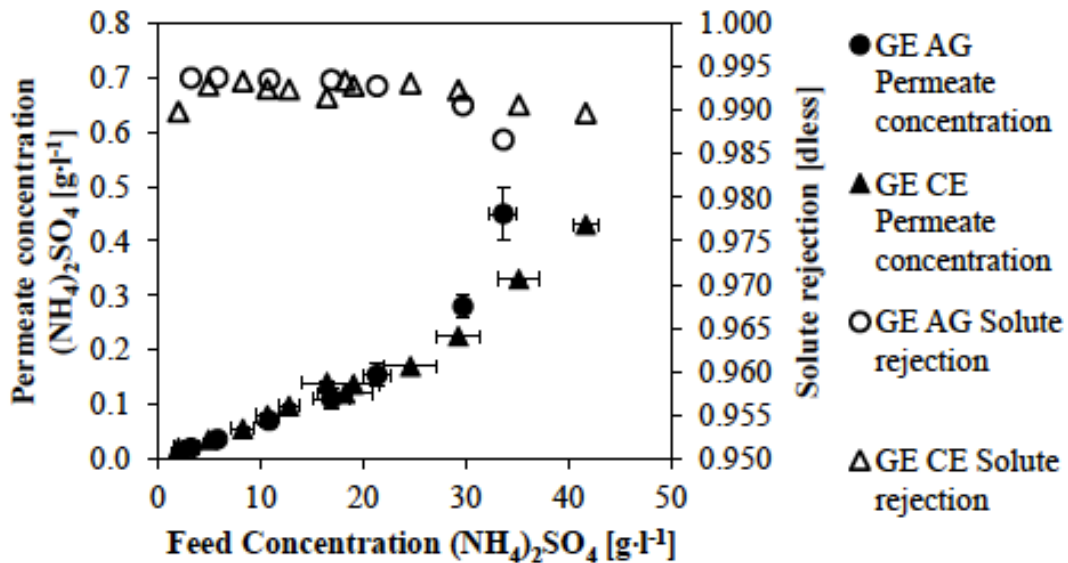 Permeate concentration
(NH₄)₂SO₄ [g·l⁻¹]
0.8
0.7
0.6
0.5
0.4
0.3
0.2
0.1
0.0
0 10 20 30 40 50
Feed Concentration (NH₄)₂SO₄ [g·l⁻¹]
1.000
0.995
0.990
0.985
0.980
0.975
0.970
0.965
0.960
0.955
0.950
Solute rejection [dless]
GE AG
Permeate
concentration
GE CE
Permeate
concentration
GE AG Solute
rejection
GE CE Solute
rejection